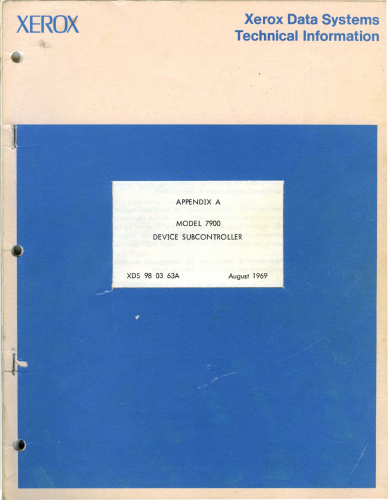 XEROX
Xerox Data Systems
Technical Information
APPENDIX A
MODEL 7900
DEVICE SUBCONTROLLER
XDS 98 03 63A August 1969